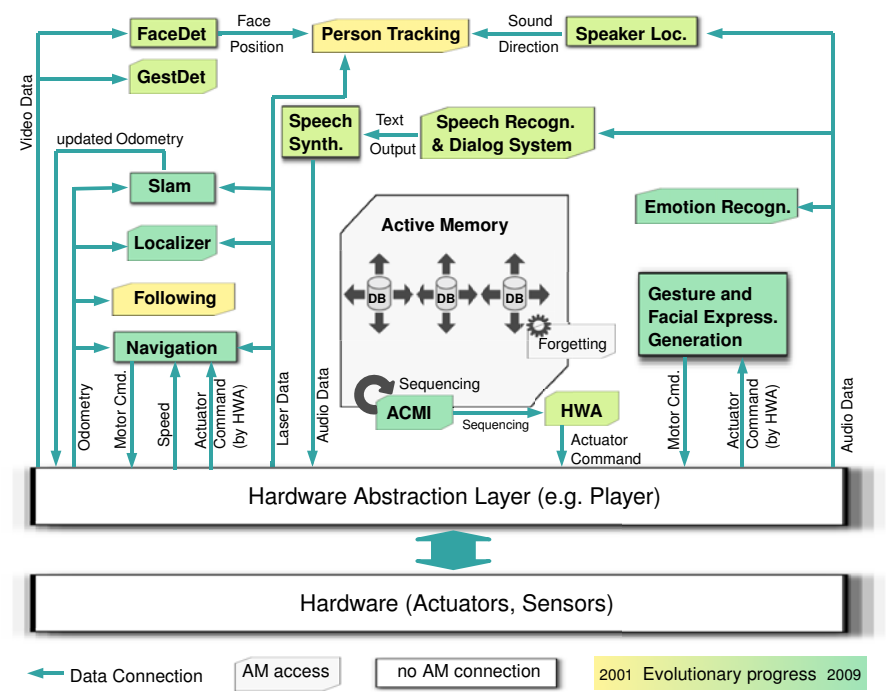 FaceDet
Face
Position
Person Tracking
Sound
Direction
Speaker Loc.
GestDet
Video Data
updated Odometry
Speech
Synth.
Text
Output
Speech Recogn.
& Dialog System
Slam
Localizer
Following
Navigation
Emotion Recogn.
Active Memory
DB
DB
DB
Forgetting
Gesture and
Facial Express.
Generation
Sequencing
ACMI
Sequencing
HWA
Actuator
Command
Odometry
Motor Cmd.
Speed
Actuator
Command
(by HWA)
Laser Data
Audio Data
Motor Cmd.
Actuator
Command
(by HWA)
Audio Data
Hardware Abstraction Layer (e.g. Player)
Hardware (Actuators, Sensors)
Data Connection
AM access
no AM connection
2001 Evolutionary progress 2009